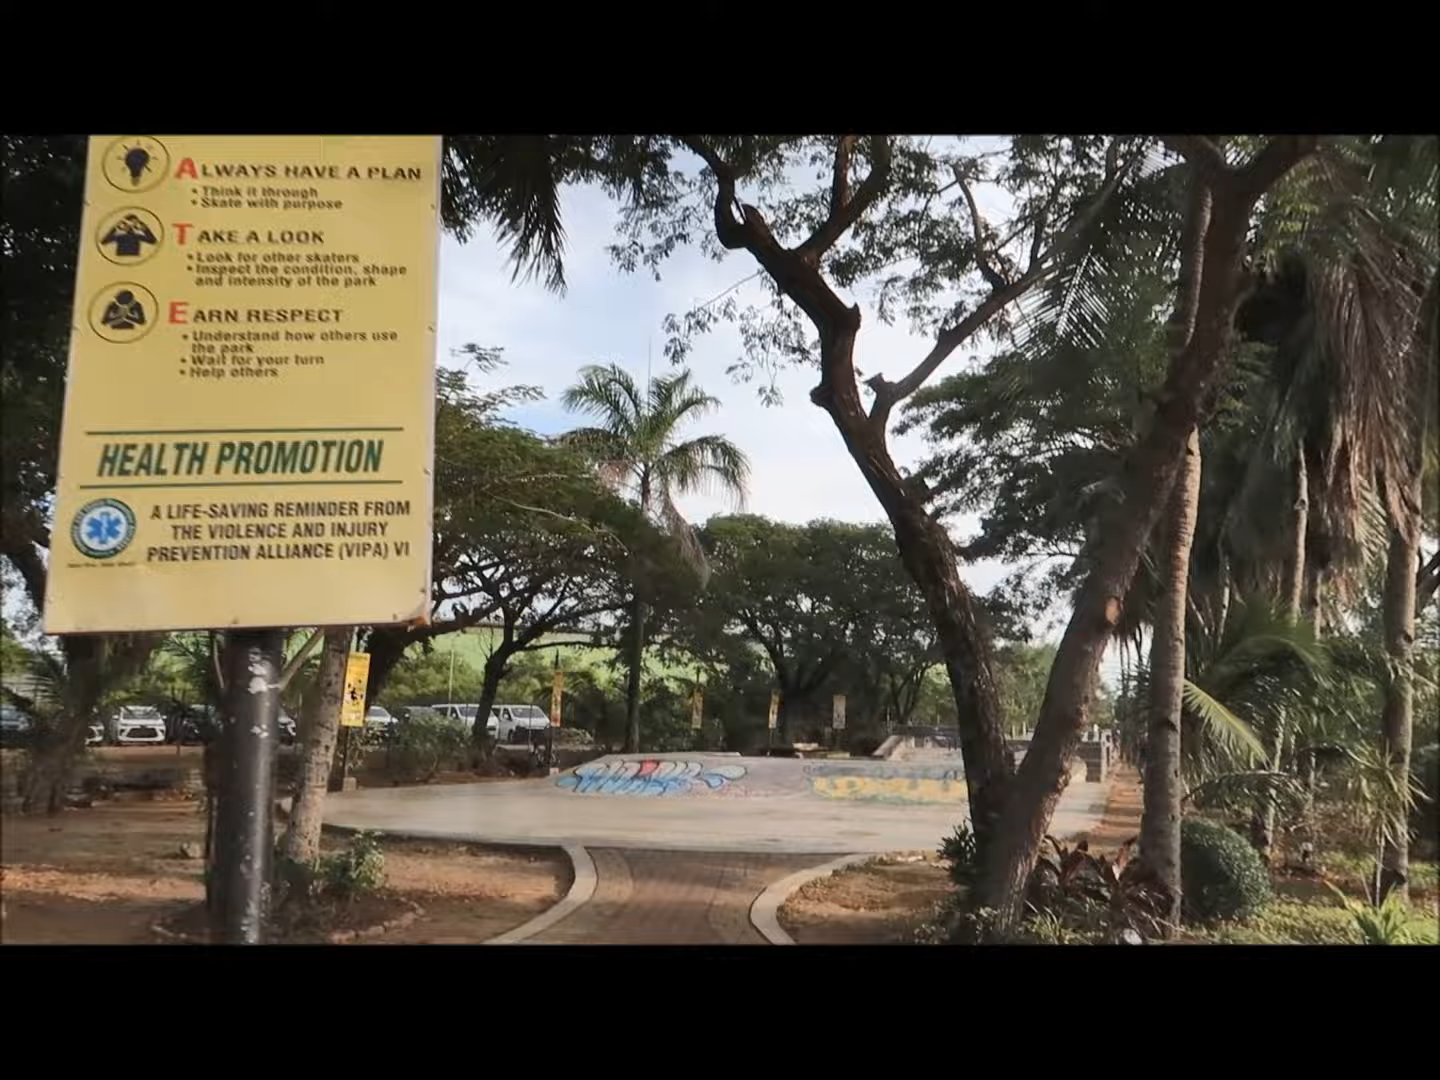 ALWAYS HAVE A PLAN
• Think it through
• Skate with purpose
TAKE A LOOK
• Look for other skaters
• Inspect the condition, shape
and intensity of the park
EARN RESPECT
• Understand how others use
the park
• Wait for your turn
• Help others
HEALTH PROMOTION
A LIFE-SAVING REMINDER FROM
THE VIOLENCE AND INJURY
PREVENTION ALLIANCE (VIPA) VI